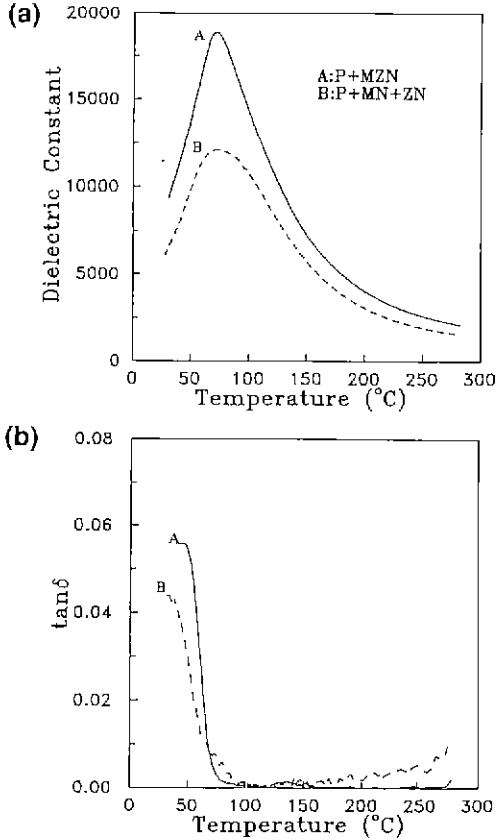 (a)
20000
15000
10000
5000
0
Dielectric Constant
A
B
A:P+MZN
B:P+MN+ZN
0 50 100 150 200 250 300
Temperature (°C)
(b)
0.08
0.06
0.04
0.02
0.00
tanδ
A
B
0 50 100 150 200 250 300
Temperature (°C)